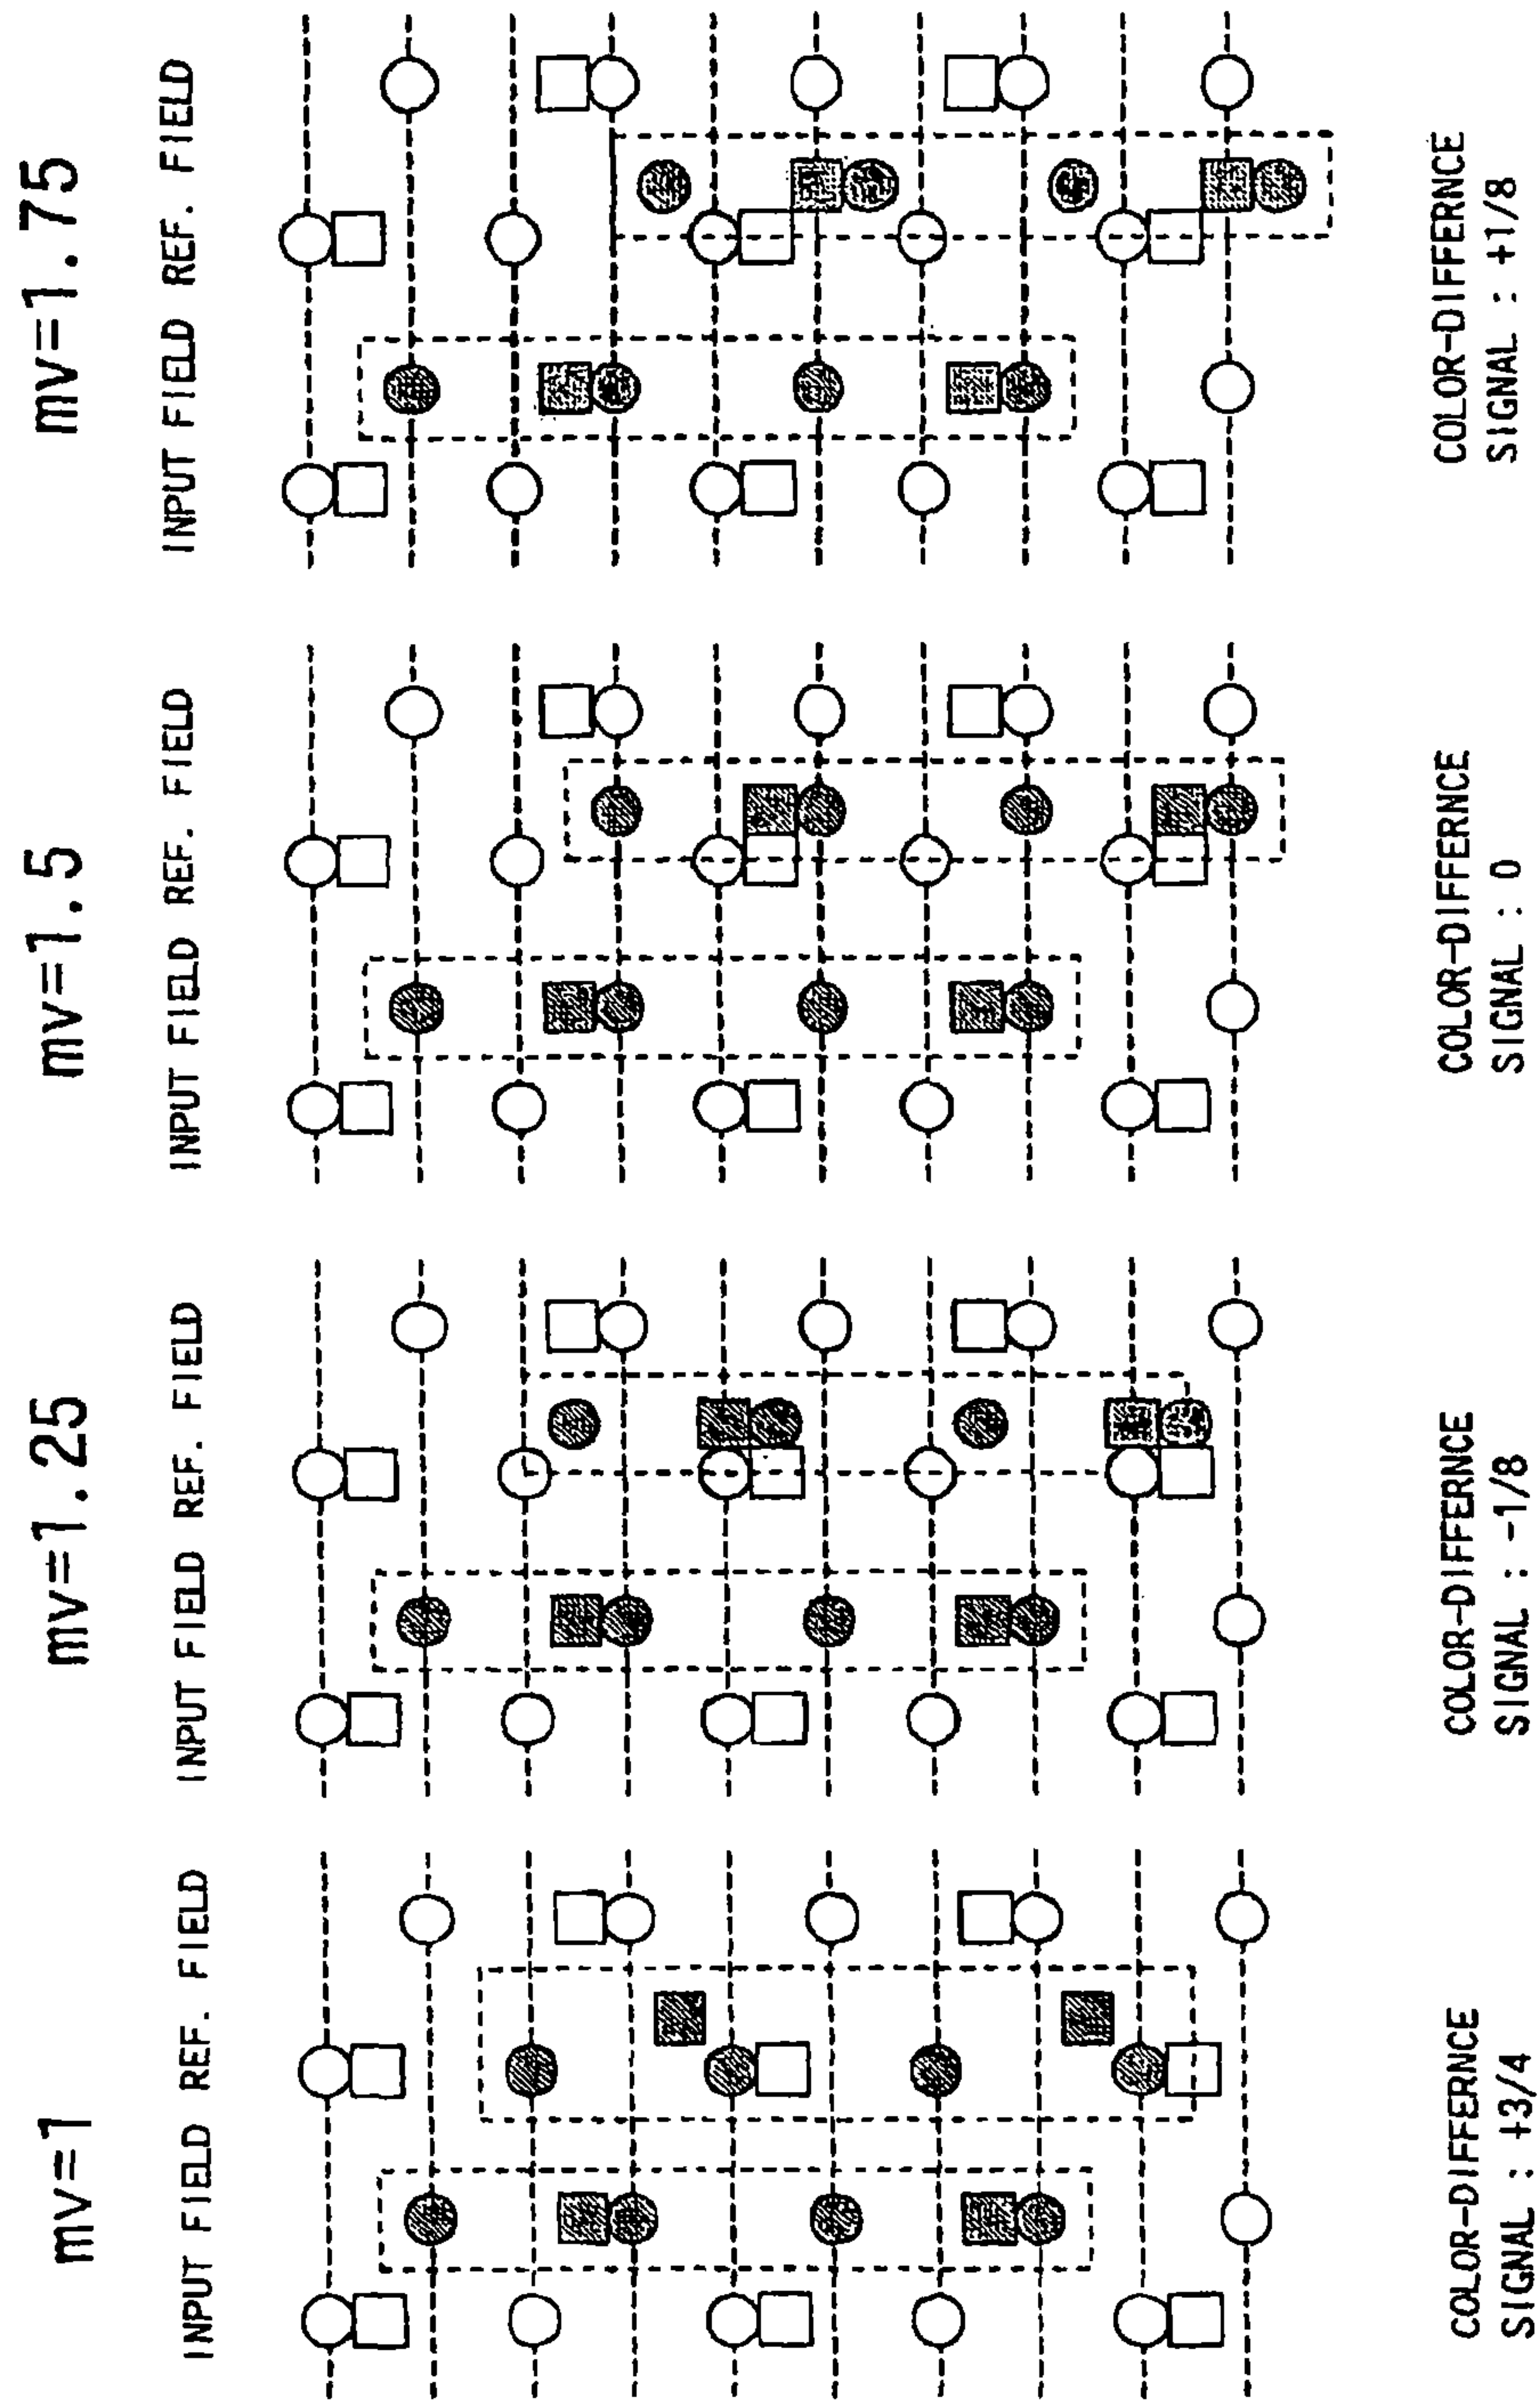 mv=1
INPUT FIELD REF. FIELD
COLOR-DIFFERNCE
SIGNAL : +3/4
mv=1.25
INPUT FIELD REF. FIELD
COLOR-DIFFERNCE
SIGNAL : -1/8
mv=1.5
INPUT FIELD REF. FIELD
COLOR-DIFFERNCE
SIGNAL : 0
mv=1.75
INPUT FIELD REF. FIELD
COLOR-DIFFERNCE
SIGNAL : +1/8